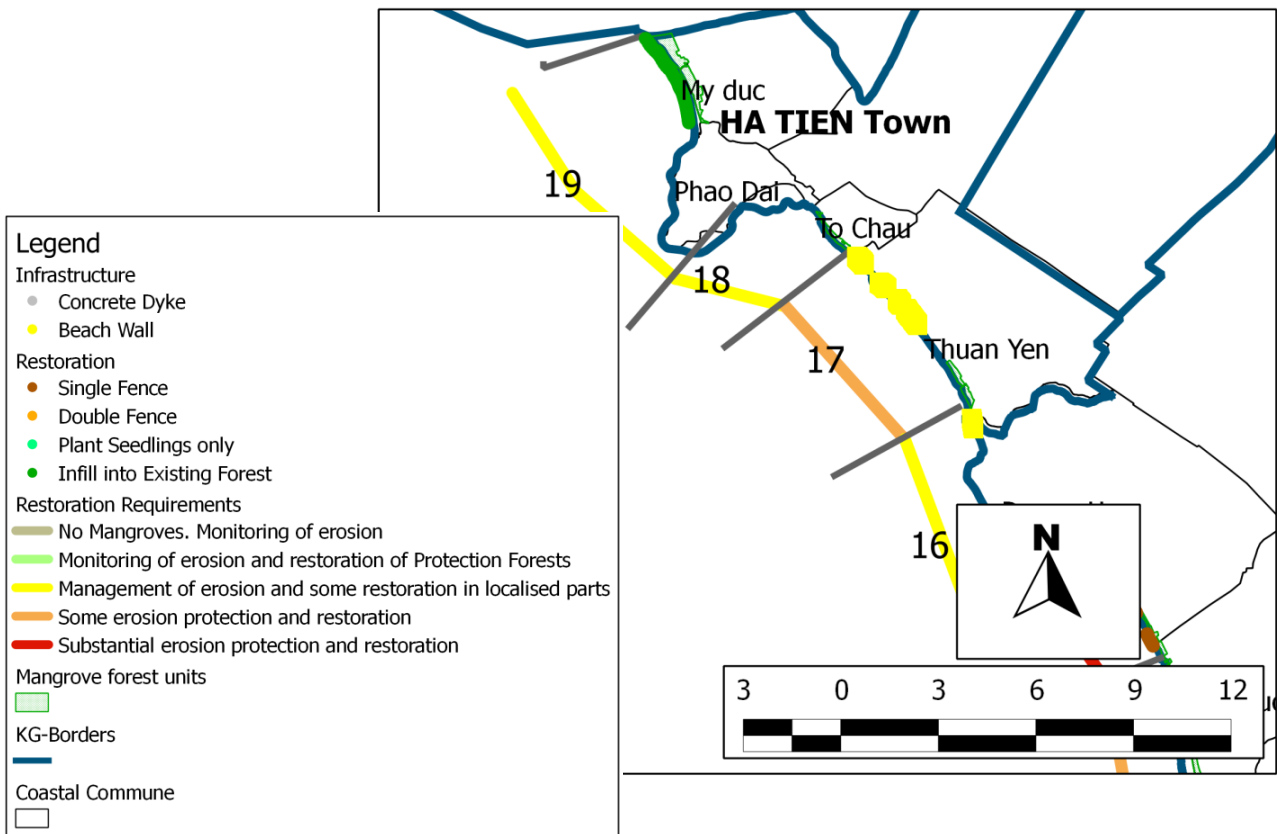 My duc
HA TIEN Town
19
Phao Dai
To Chau
18
17
Thuan Yen
16
N
3 0 3 6 9 12
Legend
Infrastructure
Concrete Dyke
Beach Wall
Restoration
Single Fence
Double Fence
Plant Seedlings only
Infill into Existing Forest
Restoration Requirements
No Mangroves. Monitoring of erosion
Monitoring of erosion and restoration of Protection Forests
Management of erosion and some restoration in localised parts
Some erosion protection and restoration
Substantial erosion protection and restoration
Mangrove forest units
KG-Borders
Coastal Commune